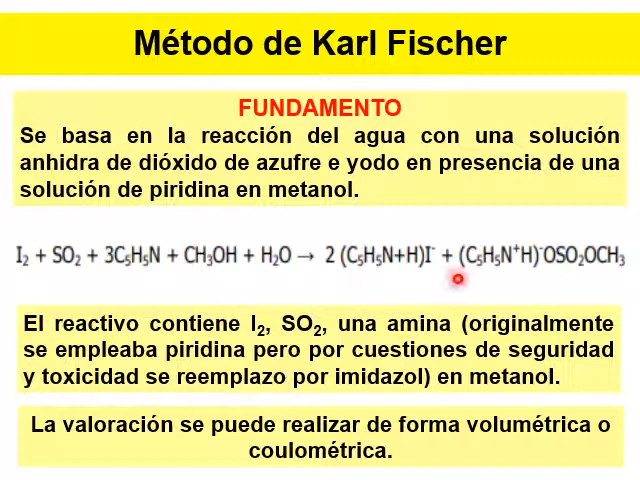 Método de Karl Fischer
FUNDAMENTO
Se basa en la reacción del agua con una solución
anhidra de dióxido de azufre e yodo en presencia de una
solución de piridina en metanol.
I₂ + SO₂ + 3C₅H₅N + CH₃OH + H₂O → 2 (C₅H₅N+H)I⁻ + (C₅H₅N⁺H)⁻OSO₂OCH₃
El reactivo contiene I₂, SO₂, una amina (originalmente
se empleaba piridina pero por cuestiones de seguridad
y toxicidad se reemplazo por imidazol) en metanol.
La valoración se puede realizar de forma volumétrica o
coulométrica.